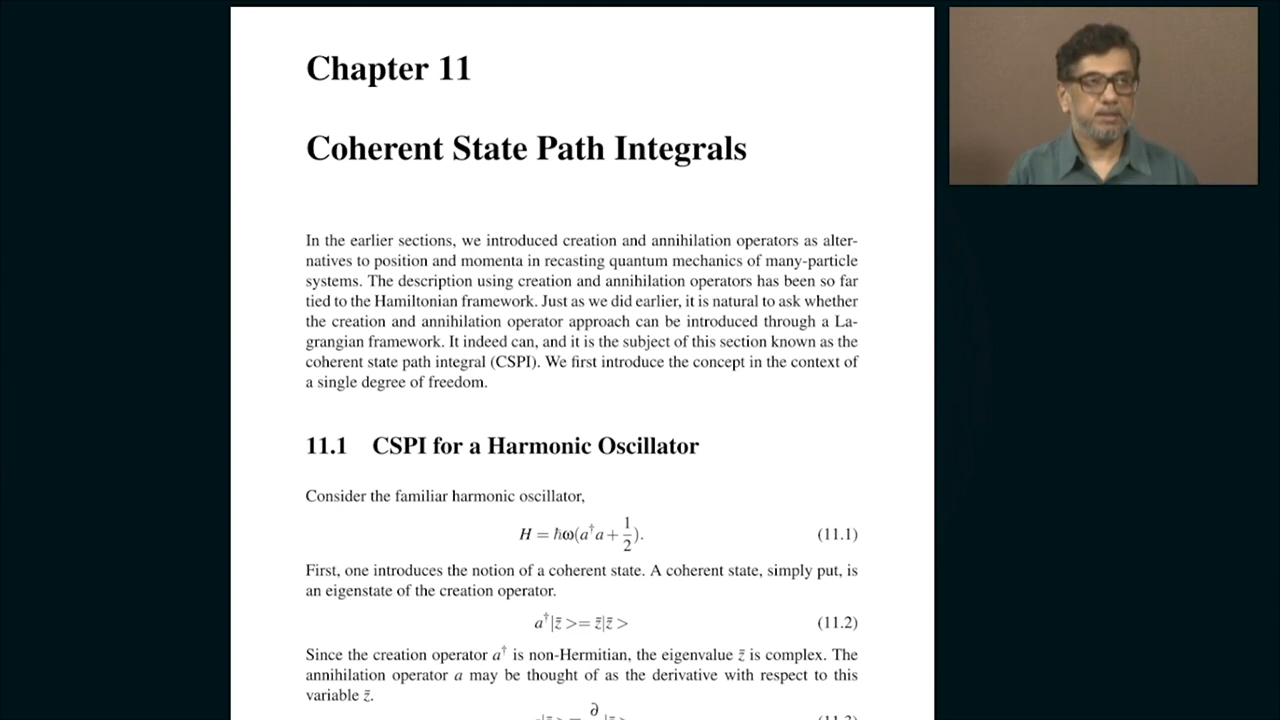 Chapter 11
Coherent State Path Integrals
In the earlier sections, we introduced creation and annihilation operators as alter-
natives to position and momenta in recasting quantum mechanics of many-particle
systems. The description using creation and annihilation operators has been so far
tied to the Hamiltonian framework. Just as we did earlier, it is natural to ask whether
the creation and annihilation operator approach can be introduced through a La-
grangian framework. It indeed can, and it is the subject of this section known as the
coherent state path integral (CSPI). We first introduce the concept in the context of
a single degree of freedom.
11.1 CSPI for a Harmonic Oscillator
Consider the familiar harmonic oscillator,
H = ħω(a†a + 1/2). (11.1)
First, one introduces the notion of a coherent state. A coherent state, simply put, is
an eigenstate of the creation operator.
a†|z̄ >= z̄|z̄ > (11.2)
Since the creation operator a† is non-Hermitian, the eigenvalue z̄ is complex. The
annihilation operator a may be thought of as the derivative with respect to this
variable z̄.